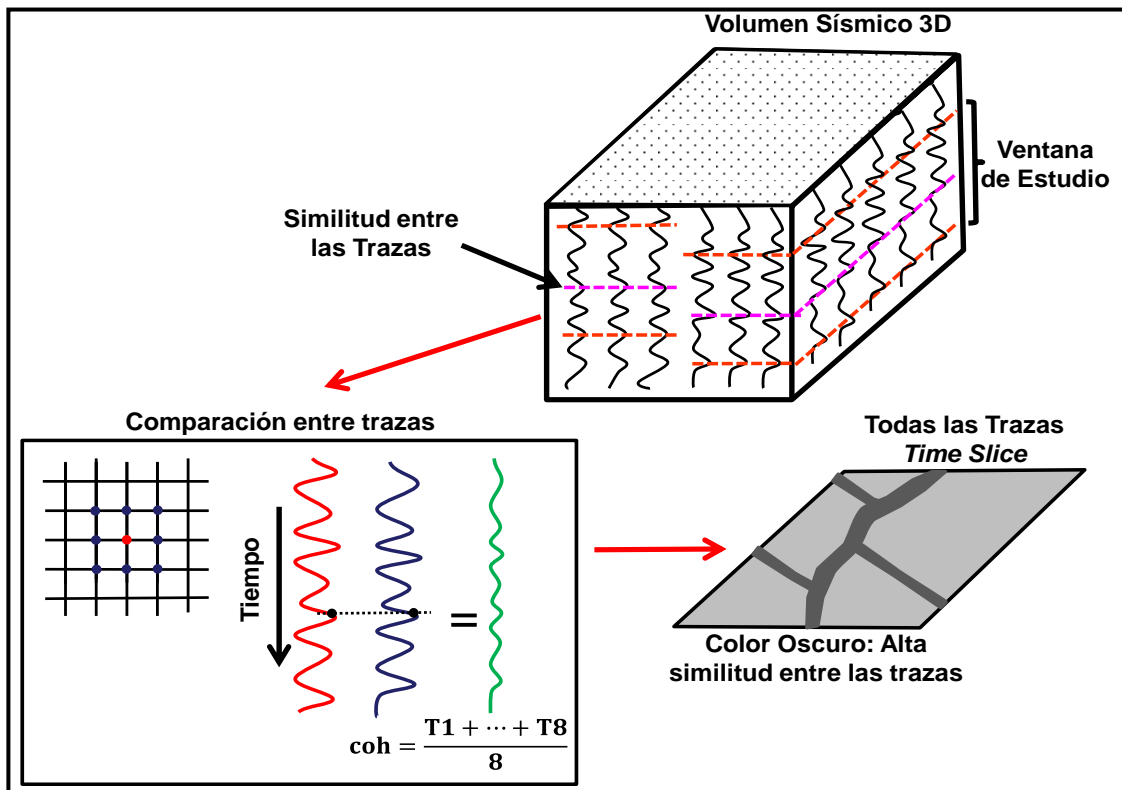 Volumen Sísmico 3D
Ventana
de Estudio
Similitud entre
las Trazas
Comparación entre trazas
Tiempo
=
coh = T1 + ⋯ + T8 / 8
Todas las Trazas
Time Slice
Color Oscuro: Alta
similitud entre las trazas